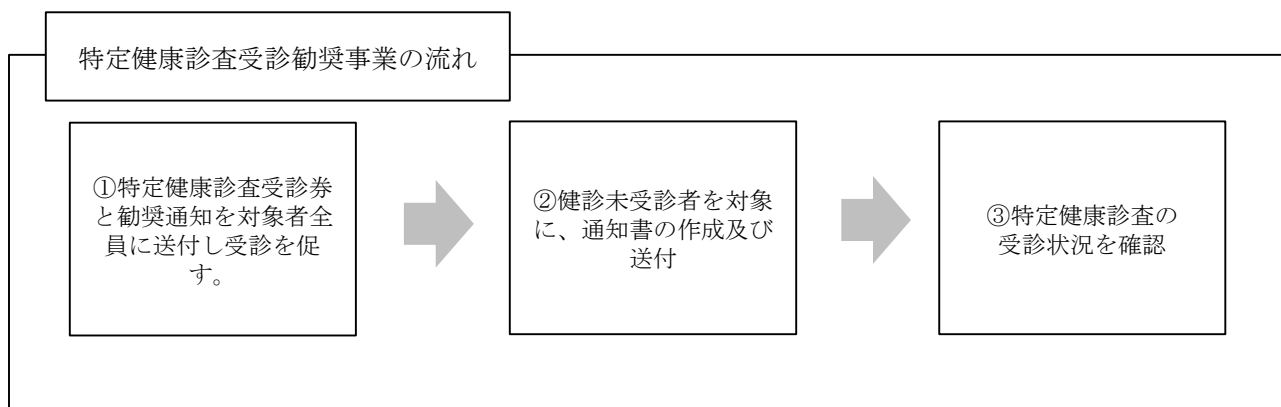 特定健康診査受診勧奨事業の流れ
①特定健康診査受診券
と勧奨通知を対象者全
員に送付し受診を促
す。
②健診未受診者を対象
に、通知書の作成及び
送付
③特定健康診査の
受診状況を確認